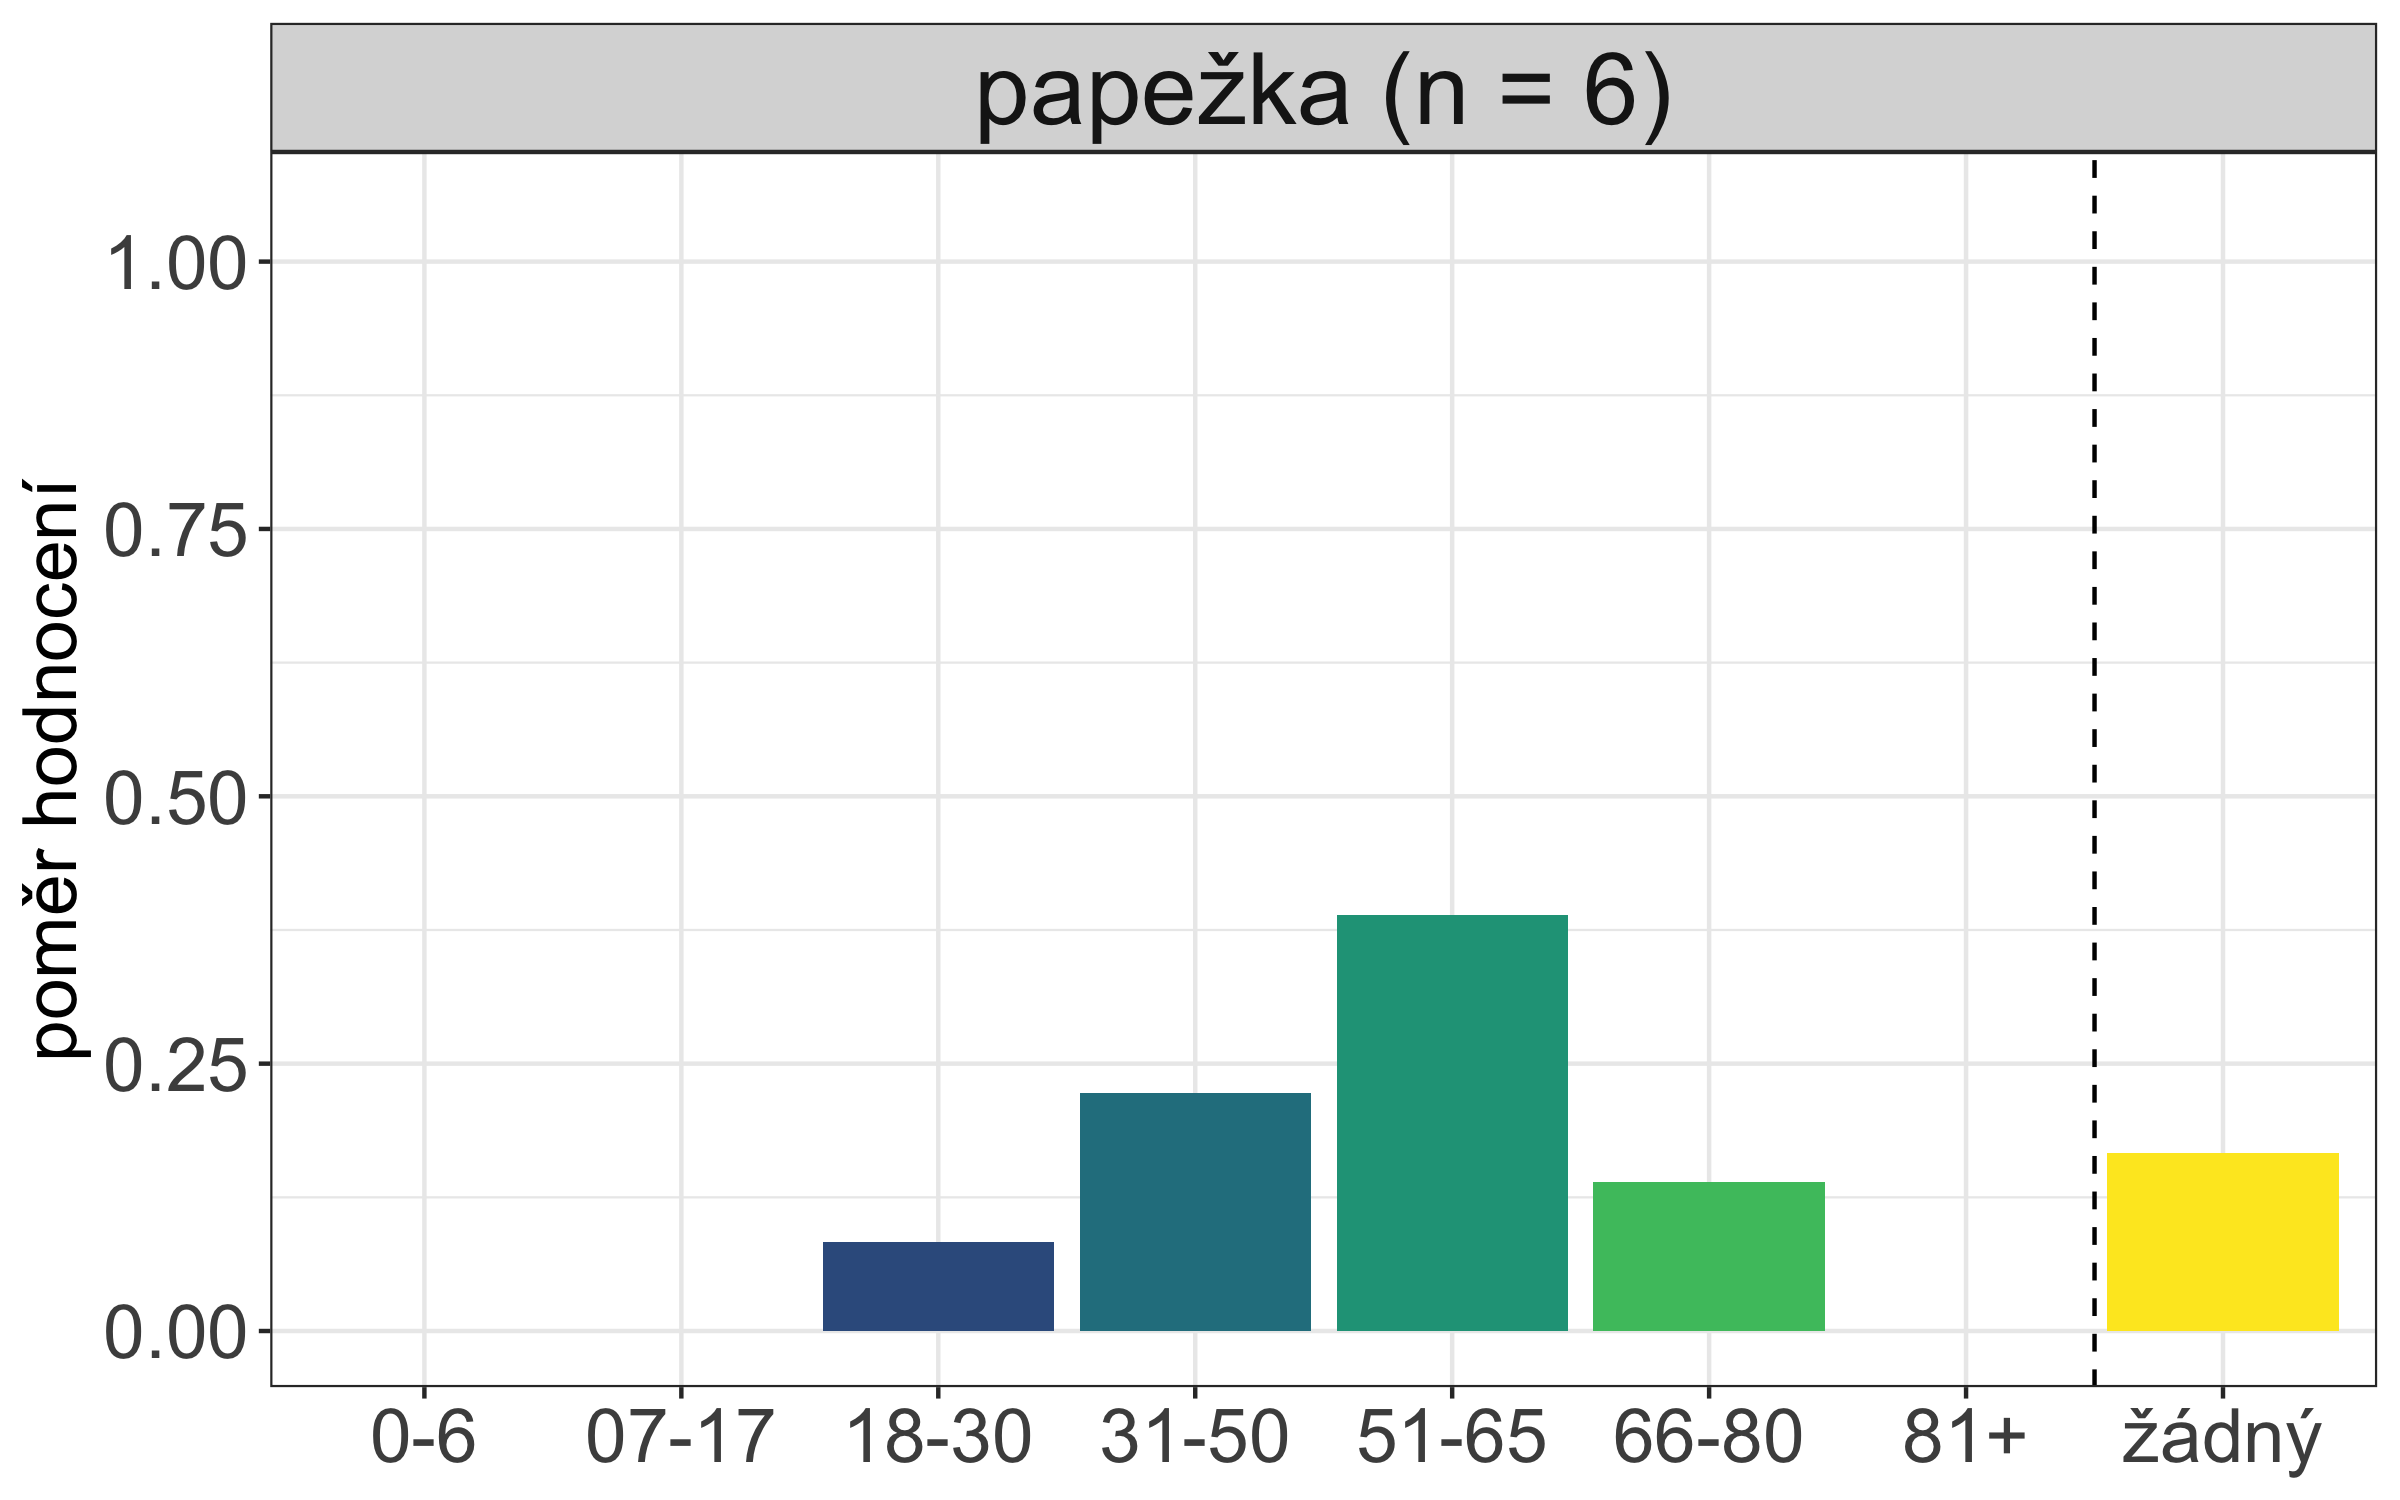 papežka (n = 6)
poměr hodnocení
1.00
0.75
0.50
0.25
0.00
0-6 07-17 18-30 31-50 51-65 66-80 81+ žádný